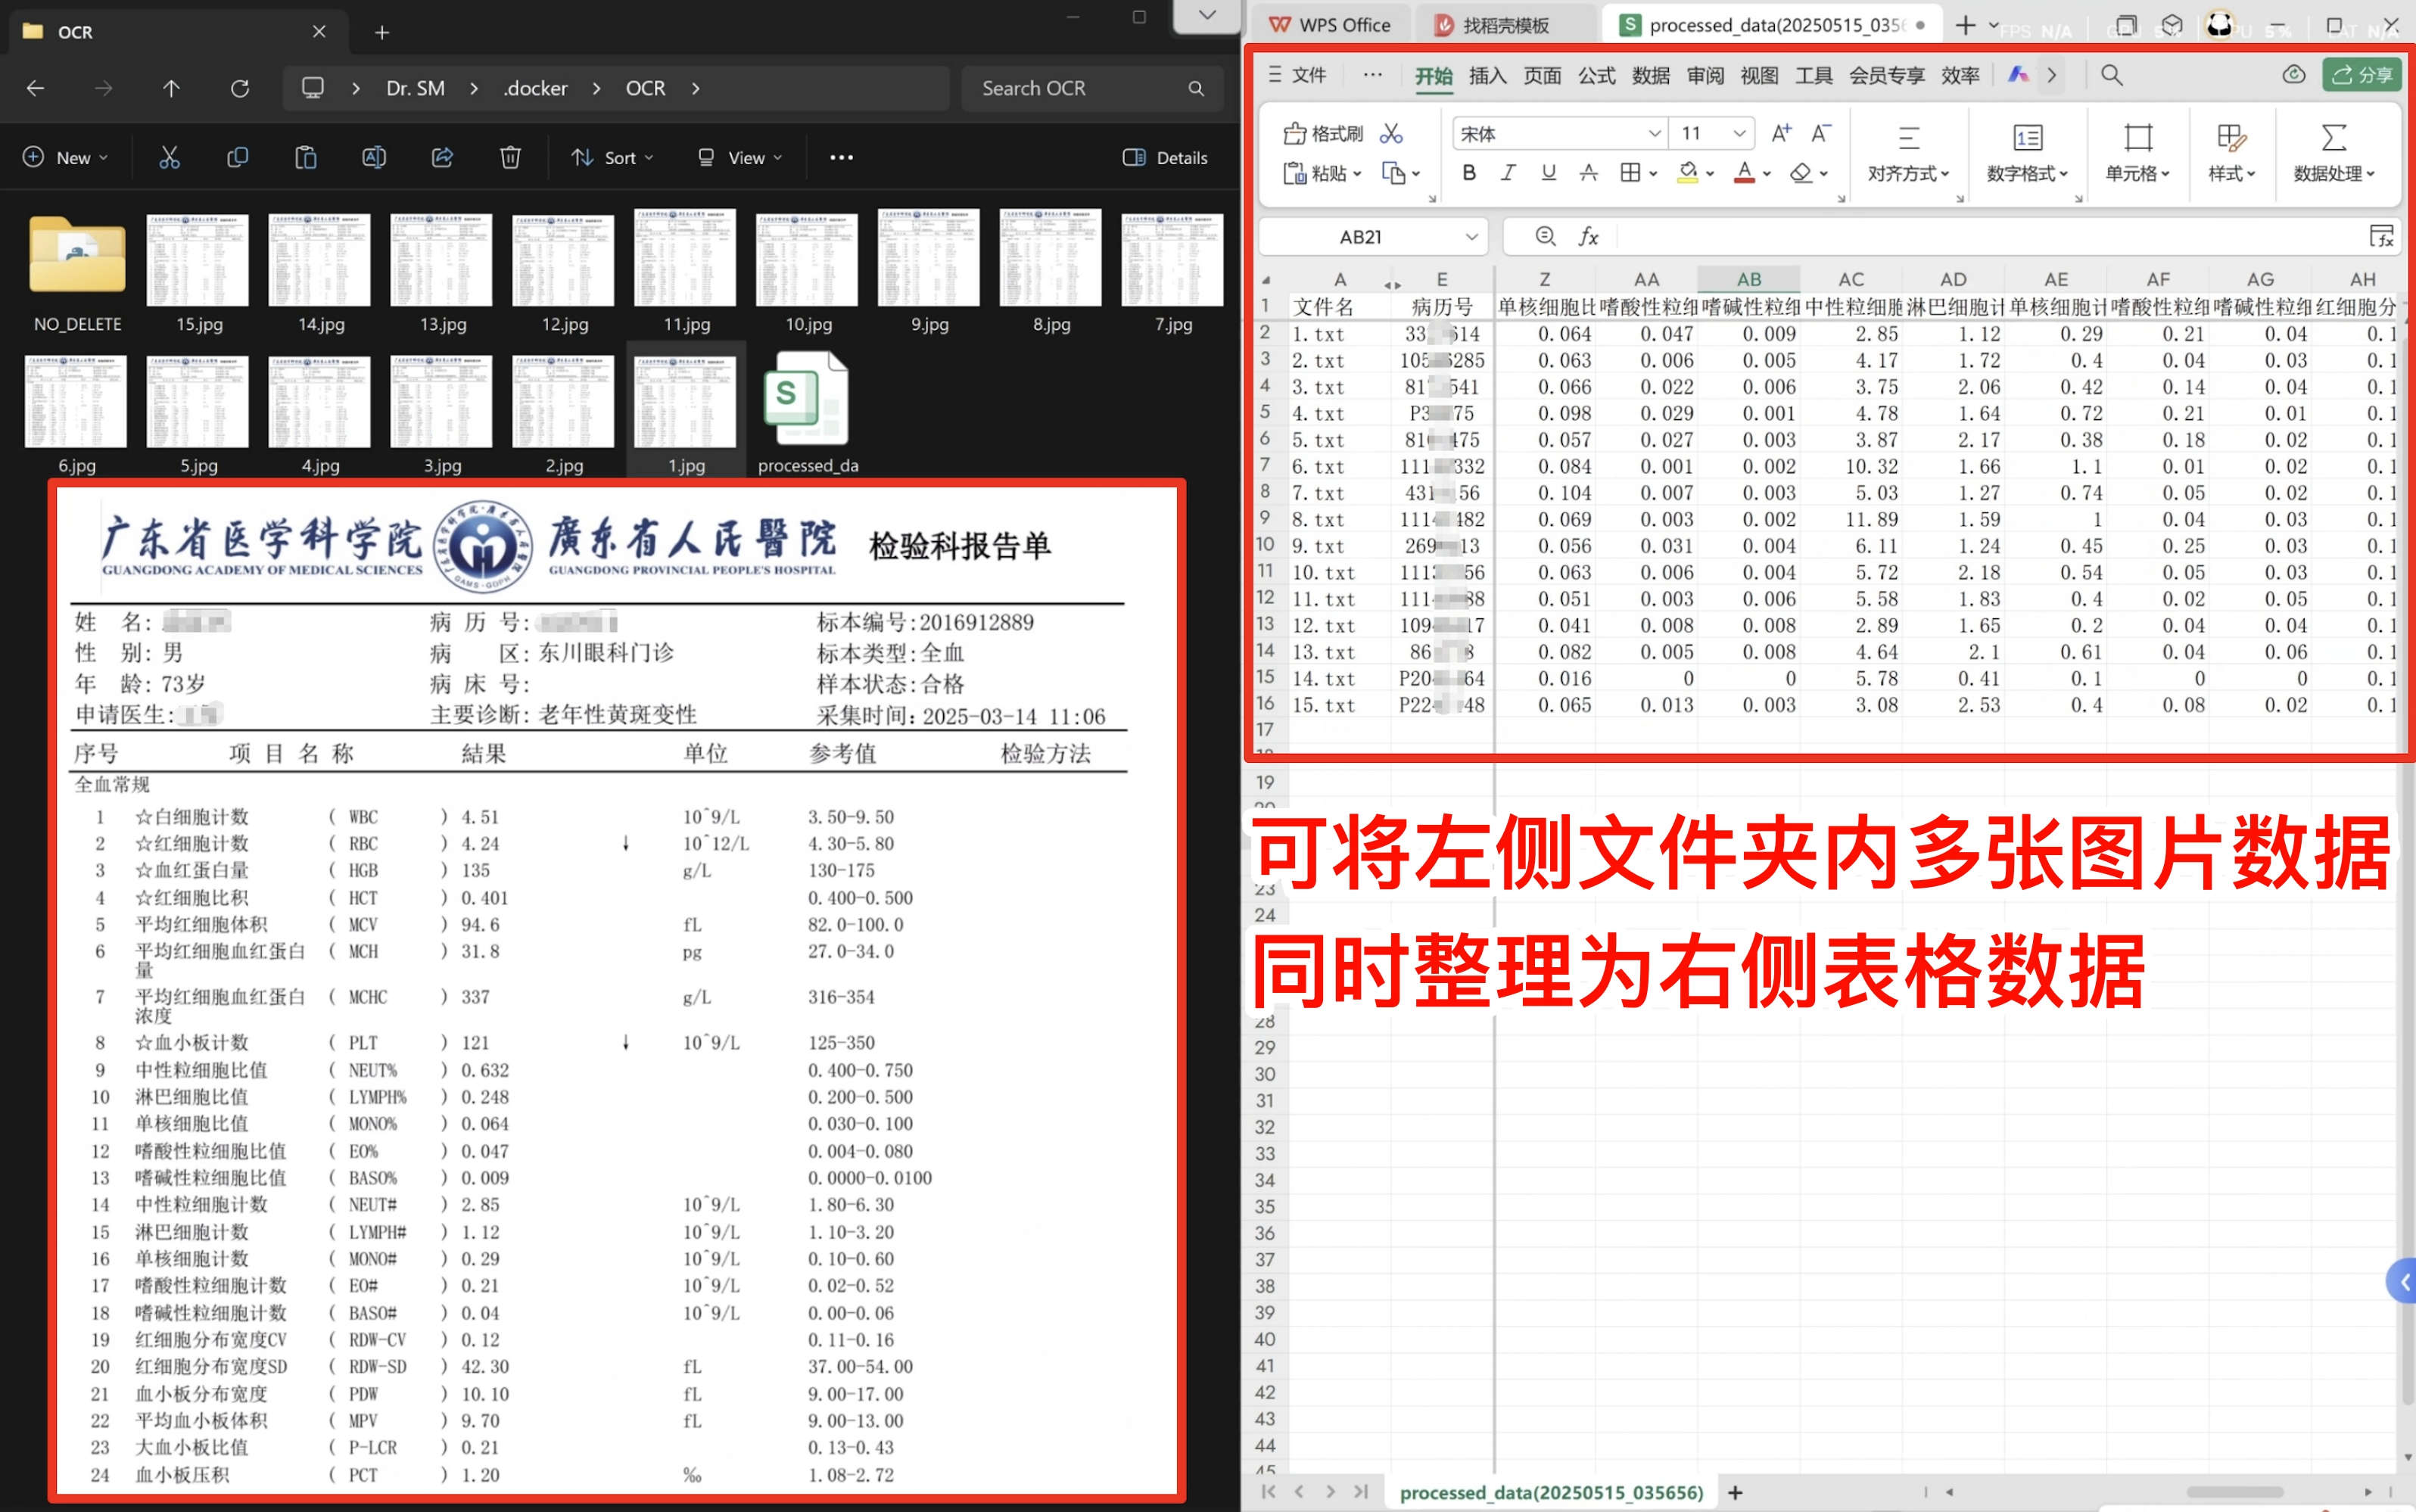 OCR
Dr. SM > .docker > OCR >
Search OCR
New
Sort
View
Details
NO_DELETE
15.jpg
14.jpg
13.jpg
12.jpg
11.jpg
10.jpg
9.jpg
8.jpg
7.jpg
6.jpg
5.jpg
4.jpg
3.jpg
2.jpg
1.jpg
processed_da
广东省医学科学院 廣东省人民醫院 检验科报告单
GUANGDONG ACADEMY OF MEDICAL SCIENCES GUANGDONG PROVINCIAL PEOPLE'S HOSPITAL
GAMS·GDPH
姓 名: 病 历 号: 标本编号:2016912889
性 别: 男 病 区: 东川眼科门诊 标本类型:全血
年 龄: 73岁 病 床 号: 样本状态:合格
申请医生: 主要诊断: 老年性黄斑变性 采集时间: 2025-03-14 11:06
序号 项 目 名 称 结果 单位 参考值 检验方法
全血常规
1 ☆白细胞计数 ( WBC ) 4.51 10^9/L 3.50-9.50
2 ☆红细胞计数 ( RBC ) 4.24 ↓ 10^12/L 4.30-5.80
3 ☆血红蛋白量 ( HGB ) 135 g/L 130-175
4 ☆红细胞比积 ( HCT ) 0.401 0.400-0.500
5 平均红细胞体积 ( MCV ) 94.6 fL 82.0-100.0
6 平均红细胞血红蛋白 ( MCH ) 31.8 pg 27.0-34.0
量
7 平均红细胞血红蛋白 ( MCHC ) 337 g/L 316-354
浓度
8 ☆血小板计数 ( PLT ) 121 ↓ 10^9/L 125-350
9 中性粒细胞比值 ( NEUT% ) 0.632 0.400-0.750
10 淋巴细胞比值 ( LYMPH% ) 0.248 0.200-0.500
11 单核细胞比值 ( MONO% ) 0.064 0.030-0.100
12 嗜酸性粒细胞比值 ( EO% ) 0.047 0.004-0.080
13 嗜碱性粒细胞比值 ( BASO% ) 0.009 0.0000-0.0100
14 中性粒细胞计数 ( NEUT# ) 2.85 10^9/L 1.80-6.30
15 淋巴细胞计数 ( LYMPH# ) 1.12 10^9/L 1.10-3.20
16 单核细胞计数 ( MONO# ) 0.29 10^9/L 0.10-0.60
17 嗜酸性粒细胞计数 ( EO# ) 0.21 10^9/L 0.02-0.52
18 嗜碱性粒细胞计数 ( BASO# ) 0.04 10^9/L 0.00-0.06
19 红细胞分布宽度CV ( RDW-CV ) 0.12 0.11-0.16
20 红细胞分布宽度SD ( RDW-SD ) 42.30 fL 37.00-54.00
21 血小板分布宽度 ( PDW ) 10.10 fL 9.00-17.00
22 平均血小板体积 ( MPV ) 9.70 fL 9.00-13.00
23 大血小板比值 ( P-LCR ) 0.21 0.13-0.43
24 血小板压积 ( PCT ) 1.20 ‰ 1.08-2.72
WPS Office 找稻壳模板 processed_data(20250515_0356
FPS N/A
文件 ··· 开始 插入 页面 公式 数据 审阅 视图 工具 会员专享 效率 分享
格式刷 宋体 11 A+ A-
粘贴 B I U A 对齐方式 数字格式 单元格 样式 数据处理
AB21 fx
A E Z AA AB AC AD AE AF AG AH
1 文件名 病历号 单核细胞比 嗜酸性粒细 嗜碱性粒细 中性粒细胞 淋巴细胞计 单核细胞计 嗜酸性粒细 嗜碱性粒细 红细胞分
2 1.txt 33 614 0.064 0.047 0.009 2.85 1.12 0.29 0.21 0.04 0.1
3 2.txt 105 6285 0.063 0.006 0.005 4.17 1.72 0.4 0.04 0.03 0.1
4 3.txt 81 541 0.066 0.022 0.006 3.75 2.06 0.42 0.14 0.04 0.1
5 4.txt P3 75 0.098 0.029 0.001 4.78 1.64 0.72 0.21 0.01 0.1
6 5.txt 81 475 0.057 0.027 0.003 3.87 2.17 0.38 0.18 0.02 0.1
7 6.txt 111 332 0.084 0.001 0.002 10.32 1.66 1.1 0.01 0.02 0.1
8 7.txt 431 56 0.104 0.007 0.003 5.03 1.27 0.74 0.05 0.02 0.1
9 8.txt 111 482 0.069 0.003 0.002 11.89 1.59 1 0.04 0.03 0.1
10 9.txt 269 13 0.056 0.031 0.004 6.11 1.24 0.45 0.25 0.03 0.1
11 10.txt 111 56 0.063 0.006 0.004 5.72 2.18 0.54 0.05 0.03 0.1
12 11.txt 111 88 0.051 0.003 0.006 5.58 1.83 0.4 0.02 0.05 0.1
13 12.txt 109 17 0.041 0.008 0.008 2.89 1.65 0.2 0.04 0.04 0.1
14 13.txt 86 0.082 0.005 0.008 4.64 2.1 0.61 0.04 0.06 0.1
15 14.txt P20 64 0.016 0 0 5.78 0.41 0.1 0 0 0.1
16 15.txt P22 48 0.065 0.013 0.003 3.08 2.53 0.4 0.08 0.02 0.1
17
19
可将左侧文件夹内多张图片数据
23
24
同时整理为右侧表格数据
28
29
30
31
32
33
34
35
36
37
38
39
40
41
42
43
44
45
processed_data(20250515_035656)